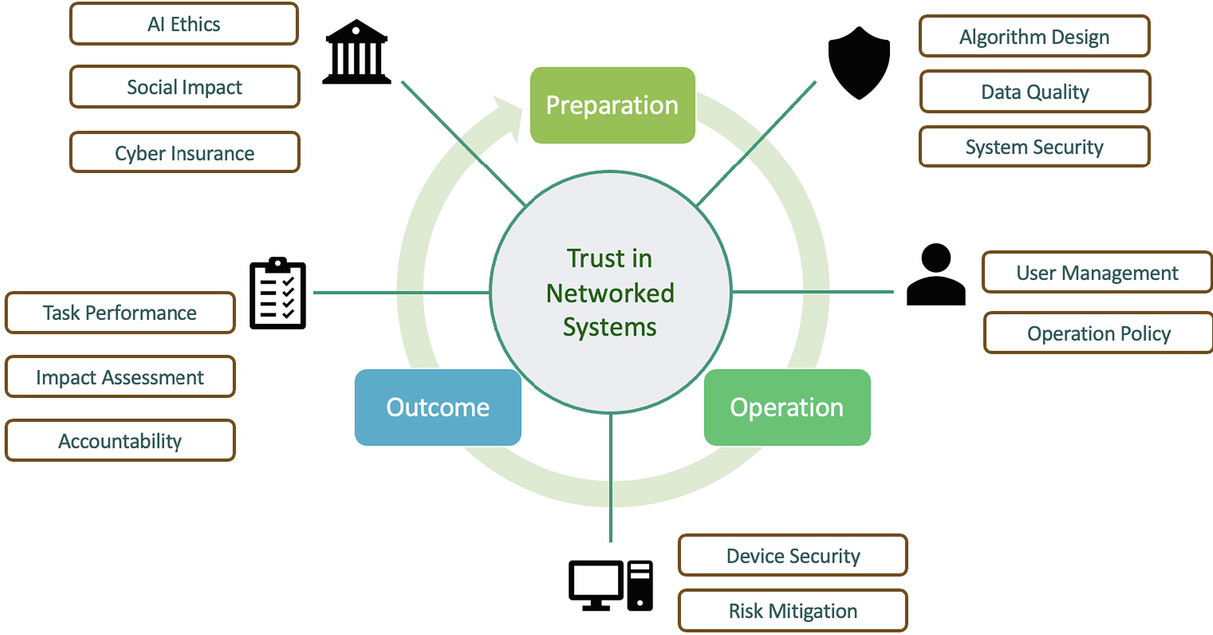 AI Ethics
Social Impact
Cyber Insurance
Algorithm Design
Data Quality
System Security
Preparation
Trust in
Networked
Systems
User Management
Operation Policy
Task Performance
Impact Assessment
Accountability
Outcome
Operation
Device Security
Risk Mitigation